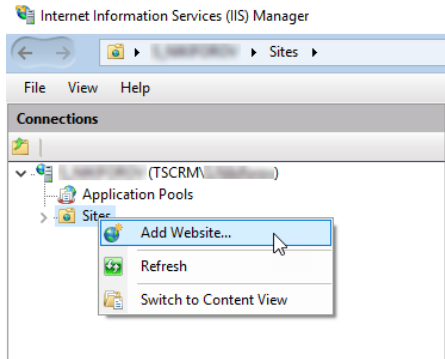 Internet Information Services (IIS) Manager
Sites
File View Help
Connections
(TSCRM\ )
Application Pools
Sites
Add Website...
Refresh
Switch to Content View